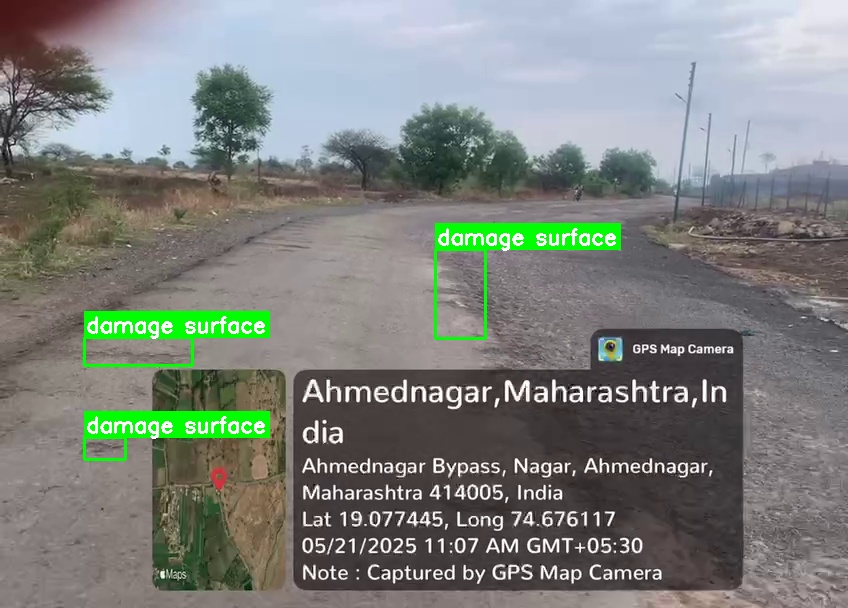 damage surface
damage surface
damage surface
GPS Map Camera
Ahmednagar,Maharashtra,In
dia
Ahmednagar Bypass, Nagar, Ahmednagar,
Maharashtra 414005, India
Lat 19.077445, Long 74.676117
05/21/2025 11:07 AM GMT+05:30
Note : Captured by GPS Map Camera
Maps